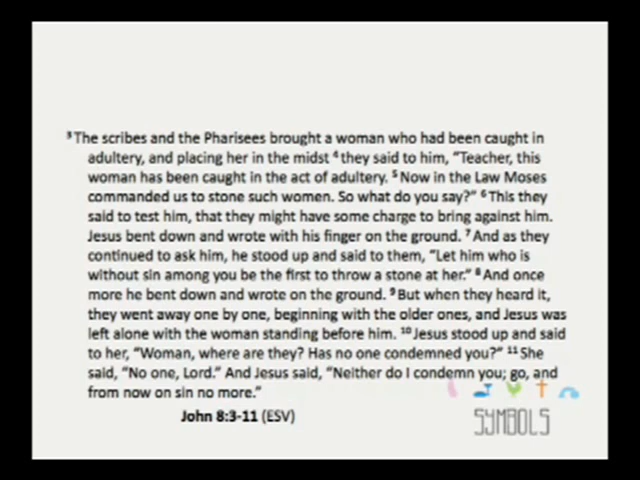 ³The scribes and the Pharisees brought a woman who had been caught in
adultery, and placing her in the midst ⁴ they said to him, “Teacher, this
woman has been caught in the act of adultery. ⁵ Now in the Law Moses
commanded us to stone such women. So what do you say?” ⁶ This they
said to test him, that they might have some charge to bring against him.
Jesus bent down and wrote with his finger on the ground. ⁷ And as they
continued to ask him, he stood up and said to them, “Let him who is
without sin among you be the first to throw a stone at her.” ⁸ And once
more he bent down and wrote on the ground. ⁹ But when they heard it,
they went away one by one, beginning with the older ones, and Jesus was
left alone with the woman standing before him. ¹⁰ Jesus stood up and said
to her, “Woman, where are they? Has no one condemned you?” ¹¹ She
said, “No one, Lord.” And Jesus said, “Neither do I condemn you; go, and
from now on sin no more.”
John 8:3-11 (ESV)
SYMBOLS